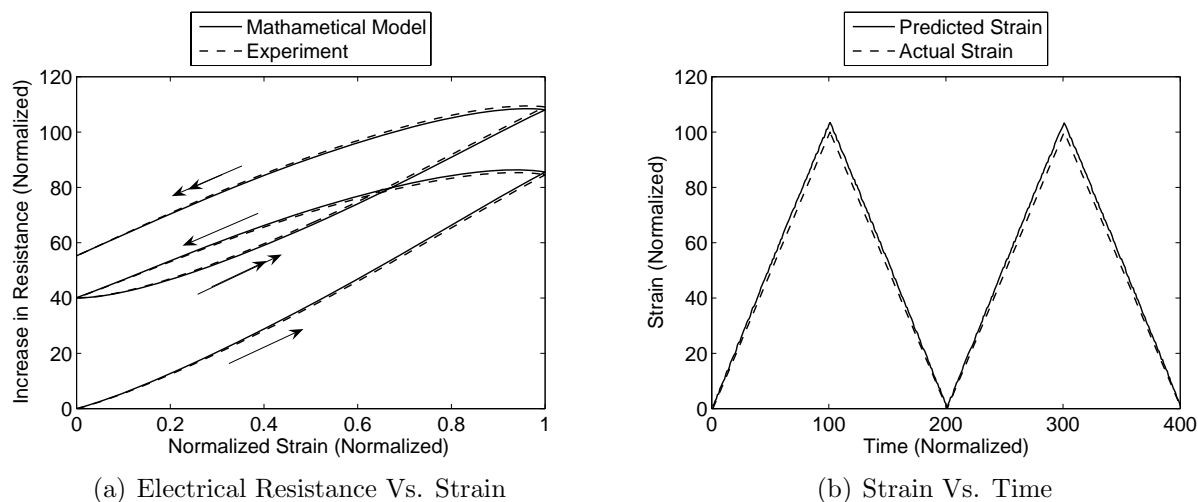 Mathametical Model
Experiment
120
100
80
60
40
20
0
Increase in Resistance (Normalized)
0 0.2 0.4 0.6 0.8 1
Normalized Strain (Normalized)
(a) Electrical Resistance Vs. Strain
Predicted Strain
Actual Strain
120
100
80
60
40
20
0
Strain (Normalized)
0 100 200 300 400
Time (Normalized)
(b) Strain Vs. Time